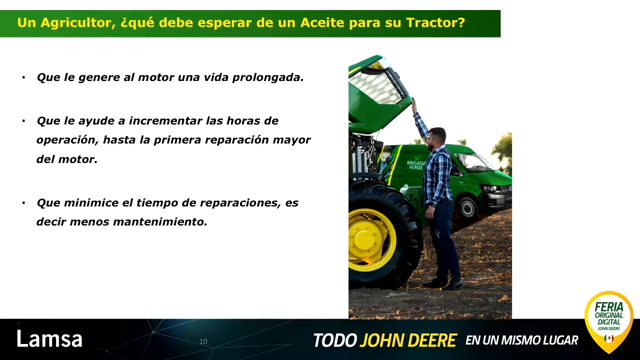 Un Agricultor, ¿qué debe esperar de un Aceite para su Tractor?
• Que le genere al motor una vida prolongada.
• Que le ayude a incrementar las horas de
operación, hasta la primera reparación mayor
del motor.
• Que minimice el tiempo de reparaciones, es
decir menos mantenimiento.
BRIGADA
VERDE
Lamsa
10
TODO JOHN DEERE EN UN MISMO LUGAR
FERIA
ORIGINAL
DIGITAL
JOHN DEERE